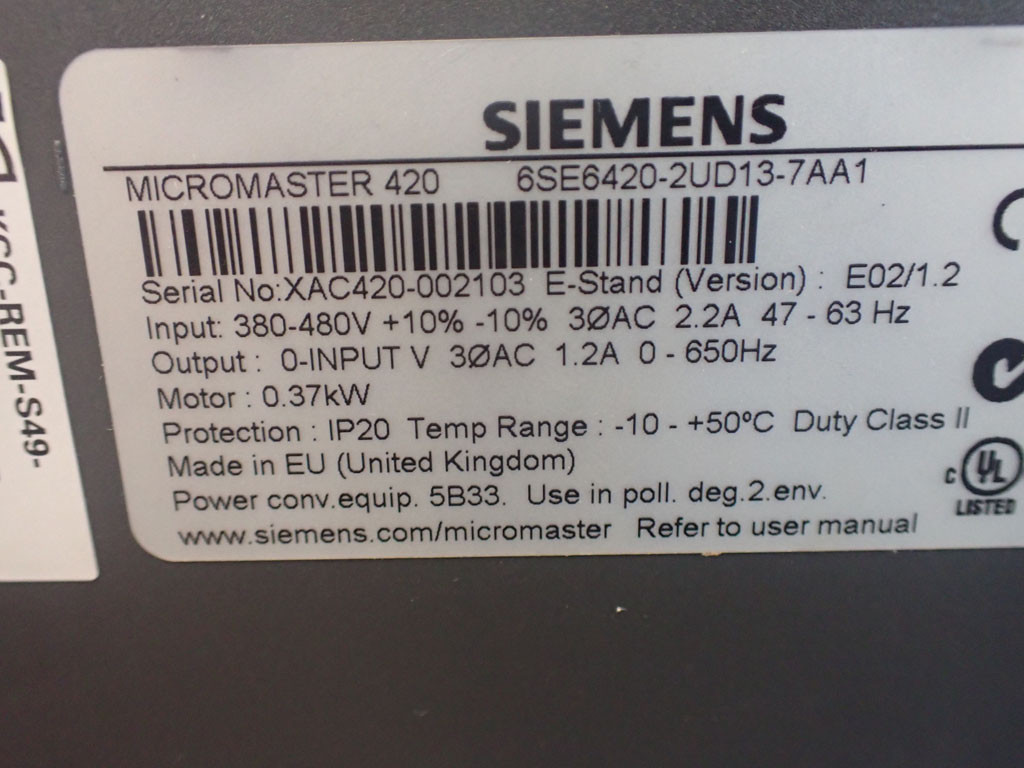 SIEMENS
MICROMASTER 420 6SE6420-2UD13-7AA1
Serial No:XAC420-002103 E-Stand (Version) : E02/1.2
Input: 380-480V +10% -10% 3ØAC 2.2A 47 - 63 Hz
Output : 0-INPUT V 3ØAC 1.2A 0 - 650Hz
Motor : 0.37kW
Protection : IP20 Temp Range : -10 - +50°C Duty Class II
Made in EU (United Kingdom)
Power conv.equip. 5B33. Use in poll. deg.2.env.
www.siemens.com/micromaster Refer to user manual
C UL
LISTED
KCC-REM-S49-